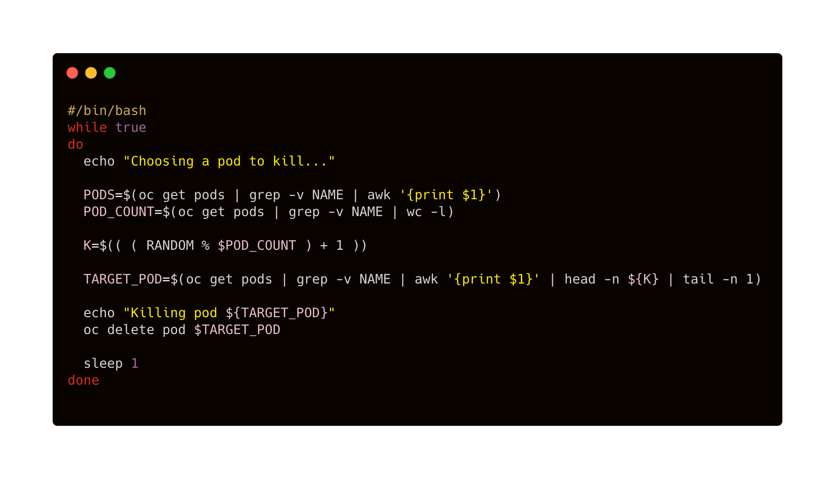 #/bin/bash
while true
do
  echo "Choosing a pod to kill..."
  PODS=$(oc get pods | grep -v NAME | awk '{print $1}')
  POD_COUNT=$(oc get pods | grep -v NAME | wc -l)
  K=$(( ( RANDOM % $POD_COUNT ) + 1 ))
  TARGET_POD=$(oc get pods | grep -v NAME | awk '{print $1}' | head -n ${K} | tail -n 1)
  echo "Killing pod ${TARGET_POD}"
  oc delete pod $TARGET_POD
  sleep 1
done